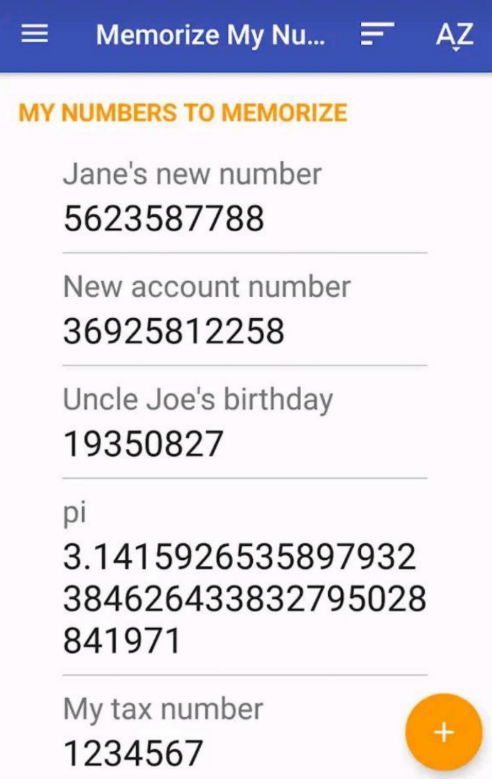 Memorize My Nu...
AZ
MY NUMBERS TO MEMORIZE
Jane's new number
5623587788
New account number
36925812258
Uncle Joe's birthday
19350827
pi
3.1415926535897932
384626433832795028
841971
My tax number
1234567
+